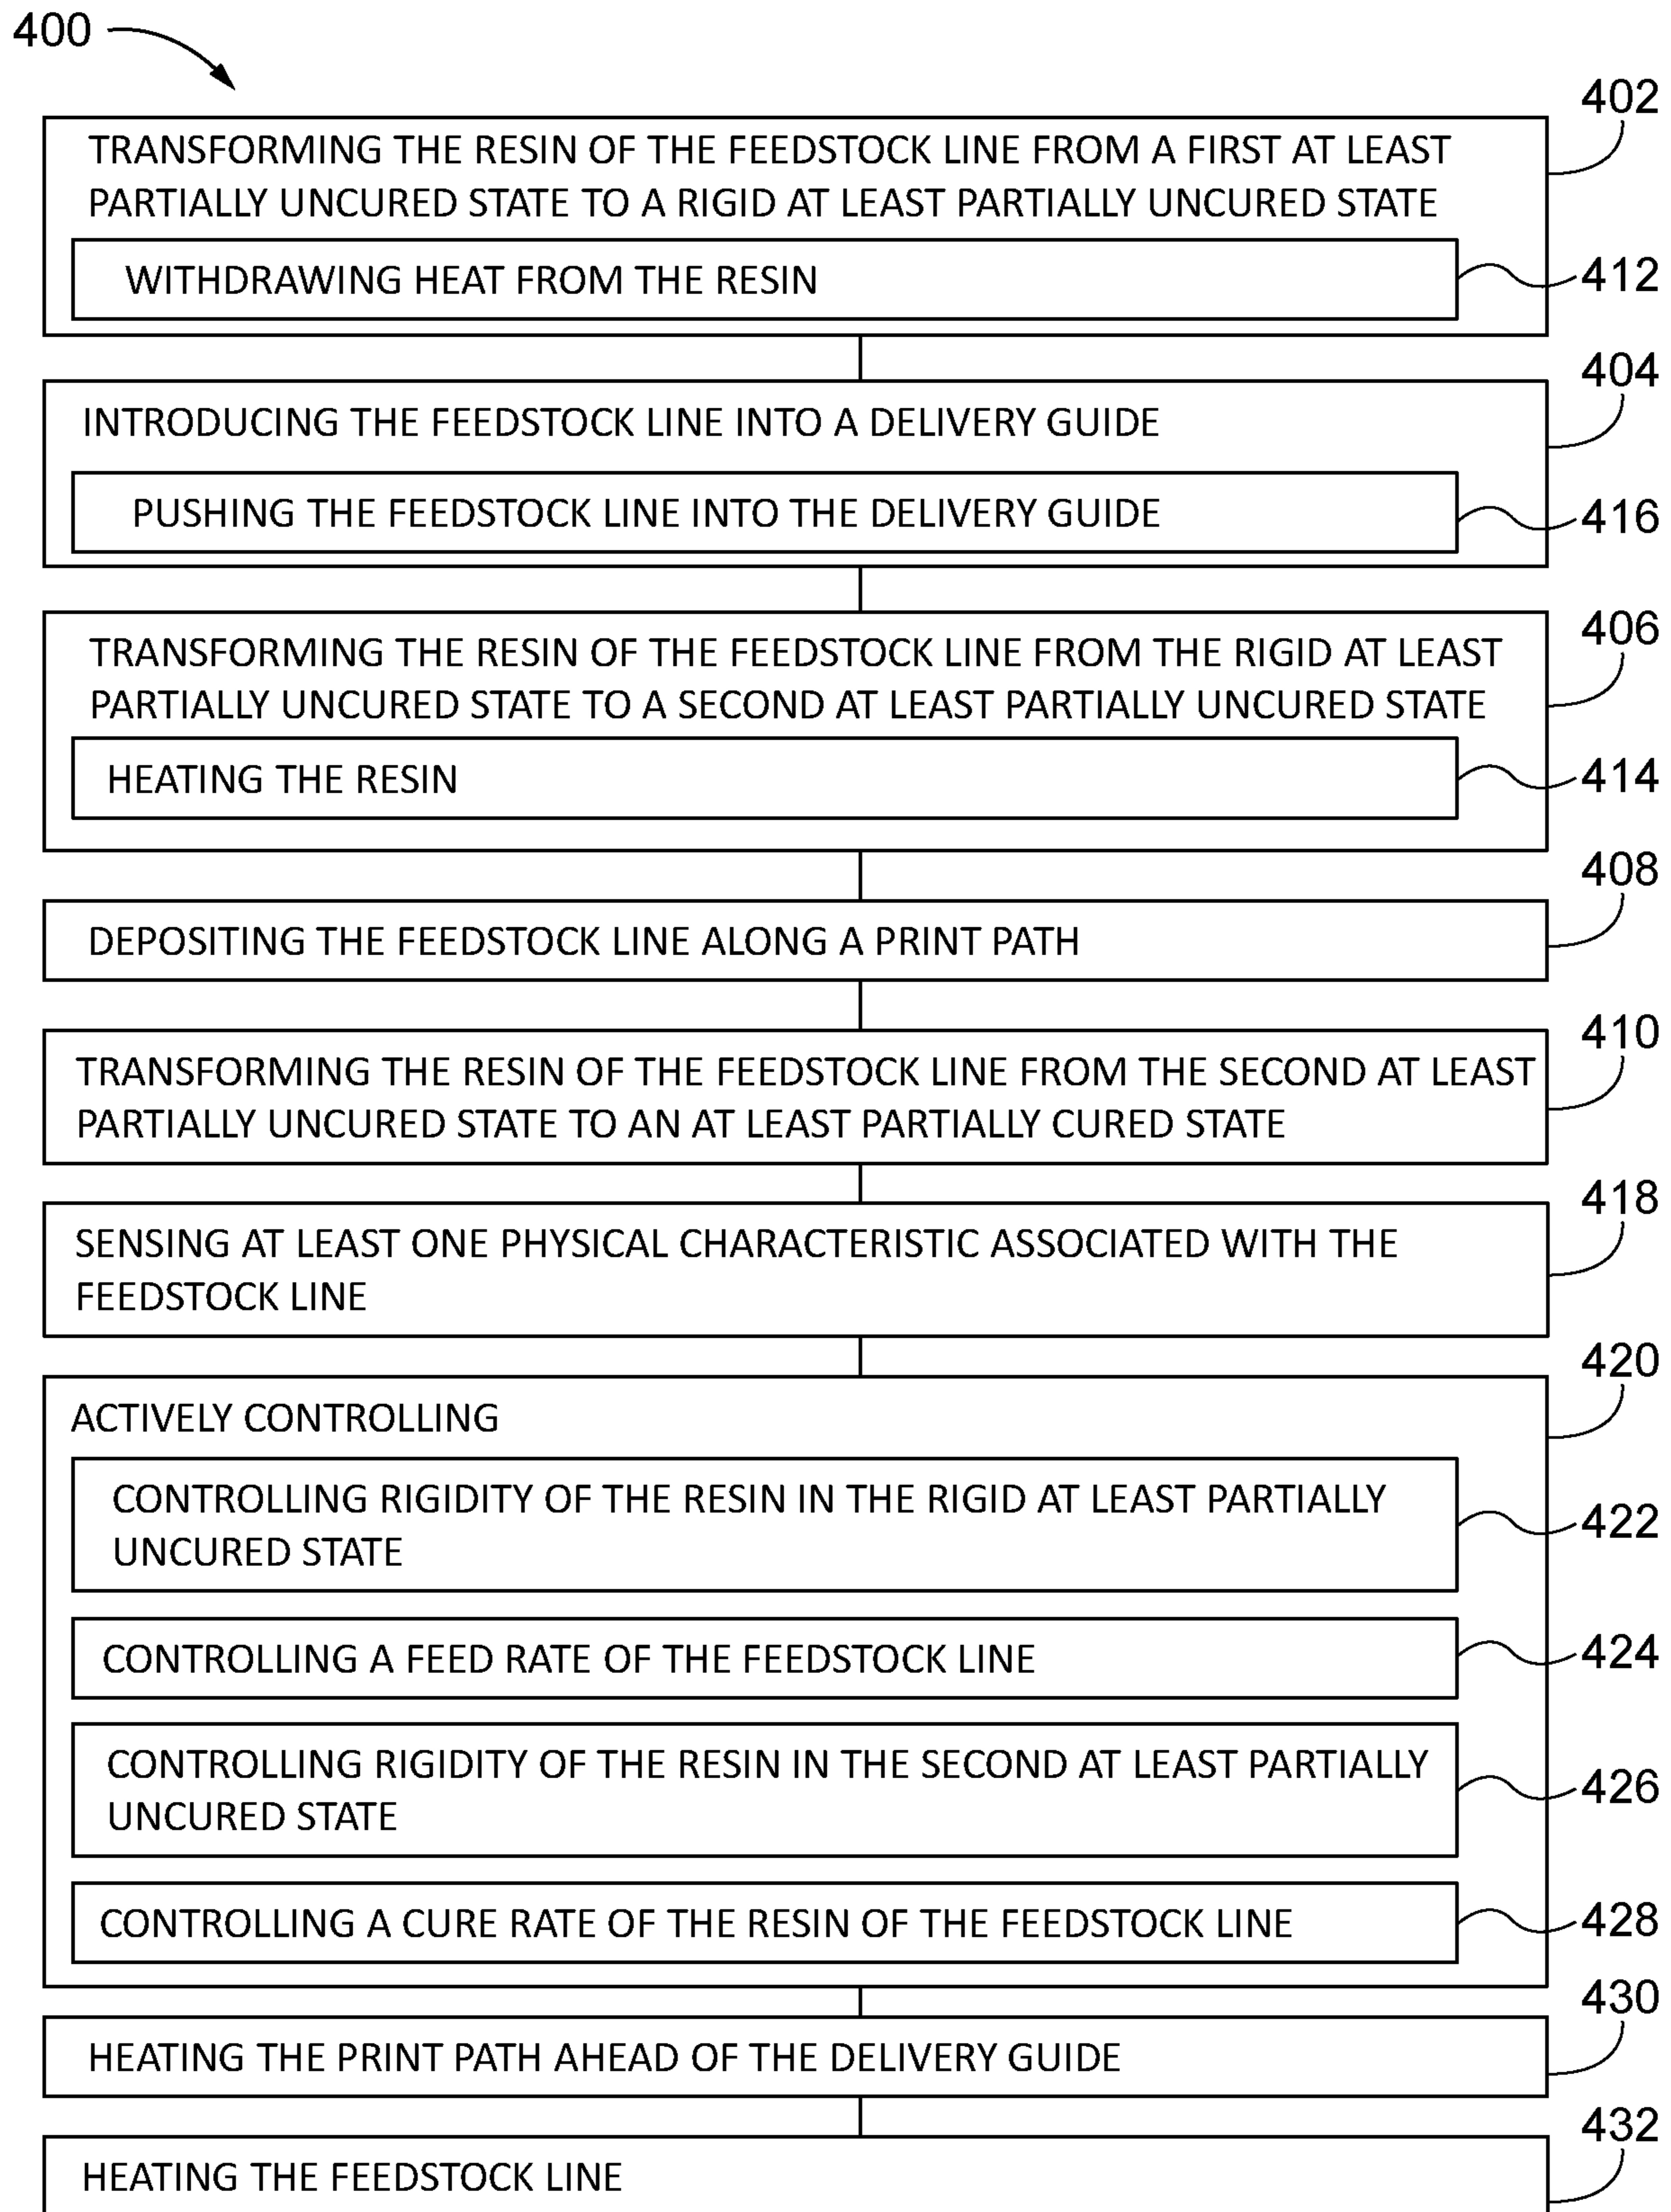 400
402
TRANSFORMING THE RESIN OF THE FEEDSTOCK LINE FROM A FIRST AT LEAST
PARTIALLY UNCURED STATE TO A RIGID AT LEAST PARTIALLY UNCURED STATE
WITHDRAWING HEAT FROM THE RESIN
412
404
INTRODUCING THE FEEDSTOCK LINE INTO A DELIVERY GUIDE
PUSHING THE FEEDSTOCK LINE INTO THE DELIVERY GUIDE
416
406
TRANSFORMING THE RESIN OF THE FEEDSTOCK LINE FROM THE RIGID AT LEAST
PARTIALLY UNCURED STATE TO A SECOND AT LEAST PARTIALLY UNCURED STATE
HEATING THE RESIN
414
408
DEPOSITING THE FEEDSTOCK LINE ALONG A PRINT PATH
410
TRANSFORMING THE RESIN OF THE FEEDSTOCK LINE FROM THE SECOND AT LEAST
PARTIALLY UNCURED STATE TO AN AT LEAST PARTIALLY CURED STATE
418
SENSING AT LEAST ONE PHYSICAL CHARACTERISTIC ASSOCIATED WITH THE
FEEDSTOCK LINE
420
ACTIVELY CONTROLLING
CONTROLLING RIGIDITY OF THE RESIN IN THE RIGID AT LEAST PARTIALLY
UNCURED STATE
422
CONTROLLING A FEED RATE OF THE FEEDSTOCK LINE
424
CONTROLLING RIGIDITY OF THE RESIN IN THE SECOND AT LEAST PARTIALLY
UNCURED STATE
426
CONTROLLING A CURE RATE OF THE RESIN OF THE FEEDSTOCK LINE
428
430
HEATING THE PRINT PATH AHEAD OF THE DELIVERY GUIDE
432
HEATING THE FEEDSTOCK LINE